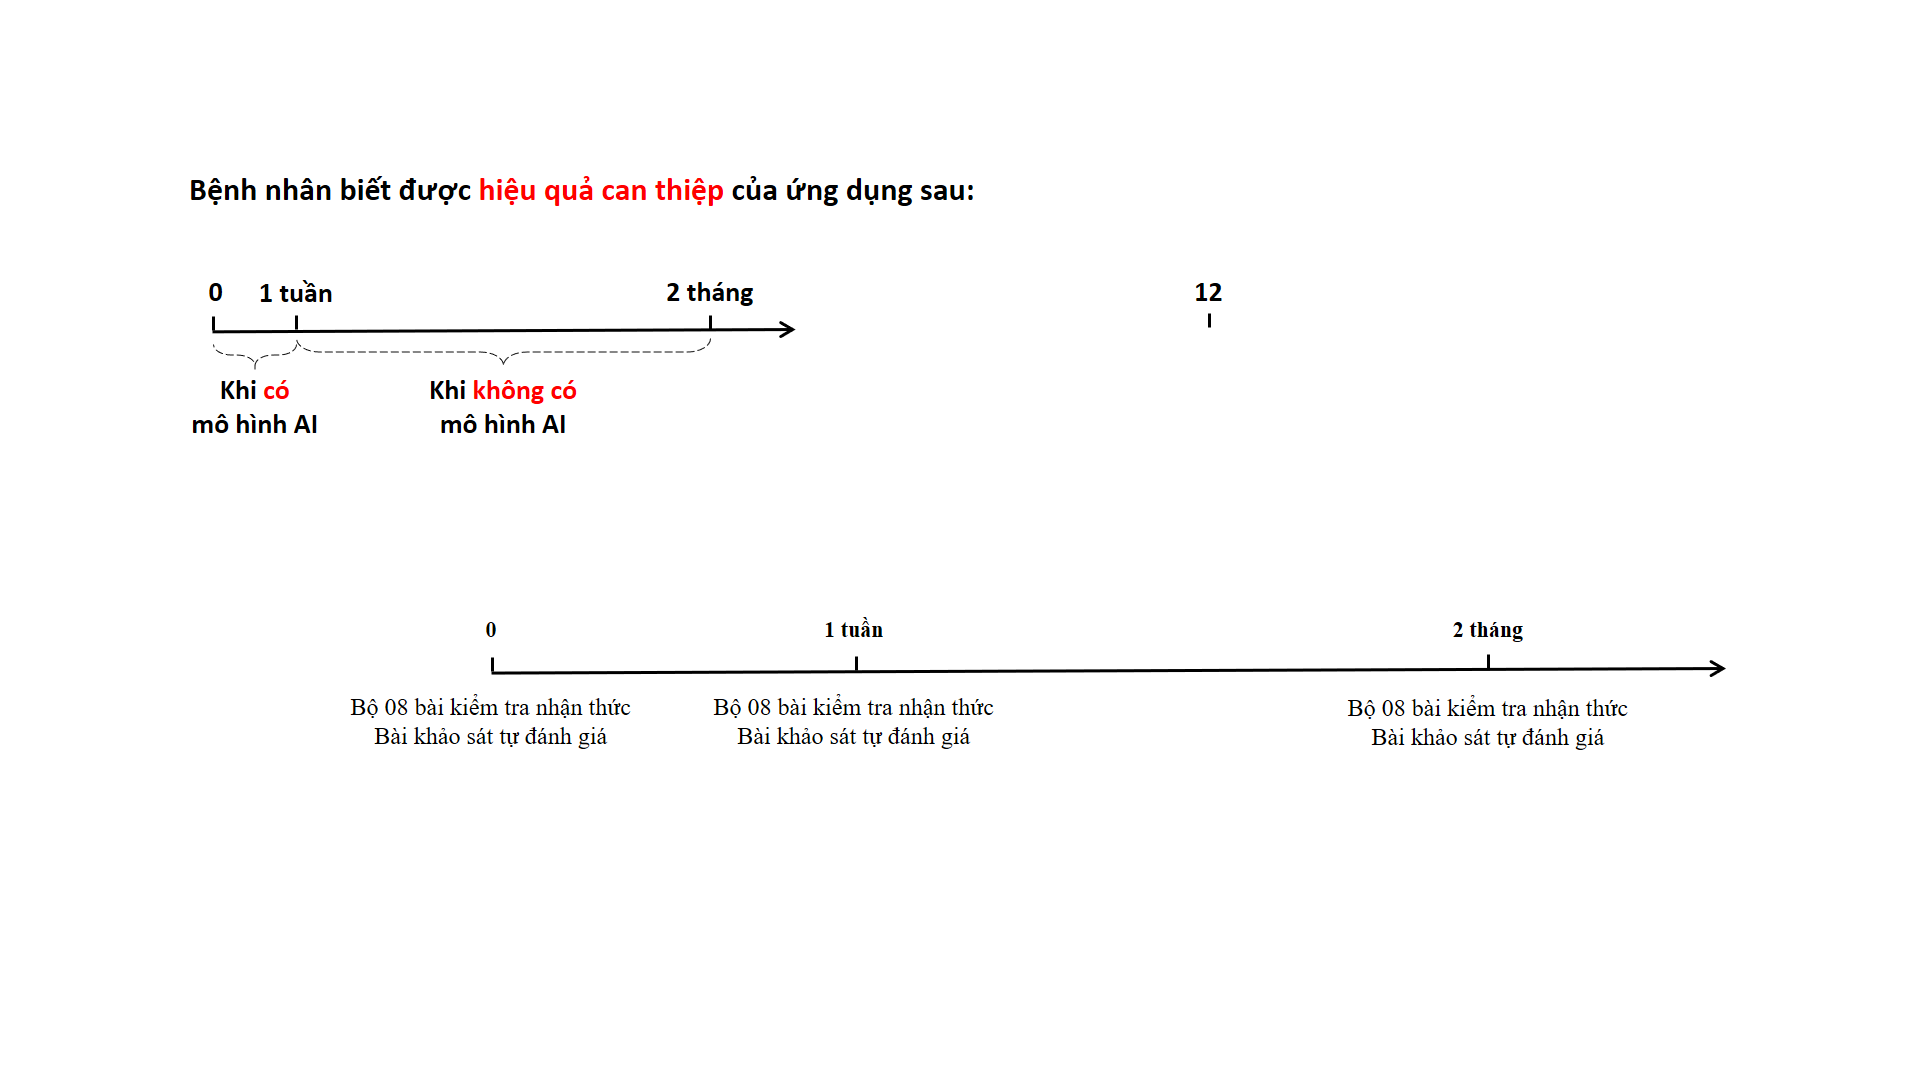 Bệnh nhân biết được hiệu quả can thiệp của ứng dụng sau:
0 1 tuần 2 tháng 12
Khi có
mô hình AI
Khi không có
mô hình AI
0 1 tuần 2 tháng
Bộ 08 bài kiểm tra nhận thức
Bài khảo sát tự đánh giá
Bộ 08 bài kiểm tra nhận thức
Bài khảo sát tự đánh giá
Bộ 08 bài kiểm tra nhận thức
Bài khảo sát tự đánh giá